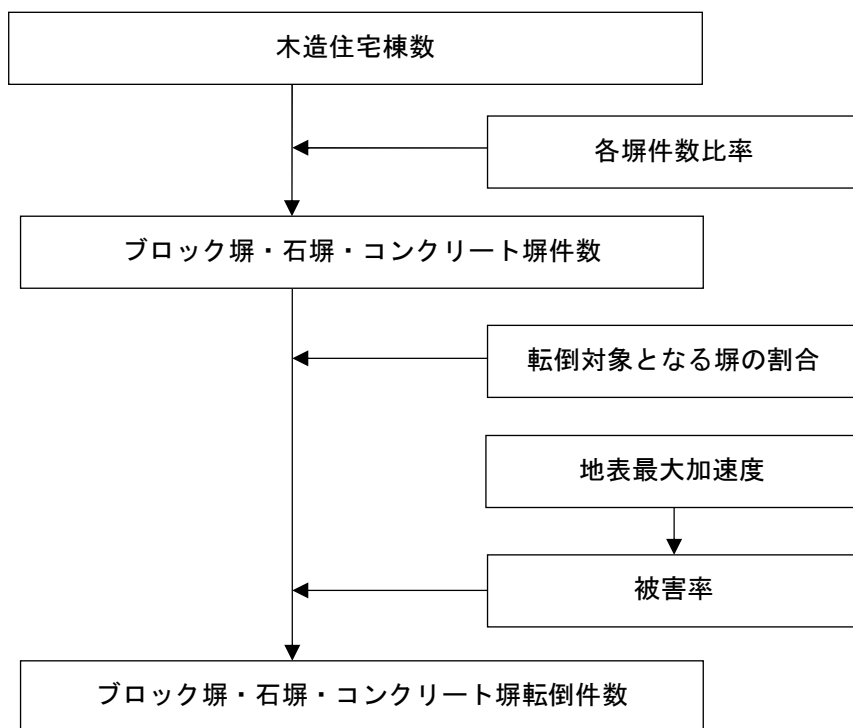 木造住宅棟数
各塀件数比率
ブロック塀・石塀・コンクリート塀件数
転倒対象となる塀の割合
地表最大加速度
被害率
ブロック塀・石塀・コンクリート塀転倒件数